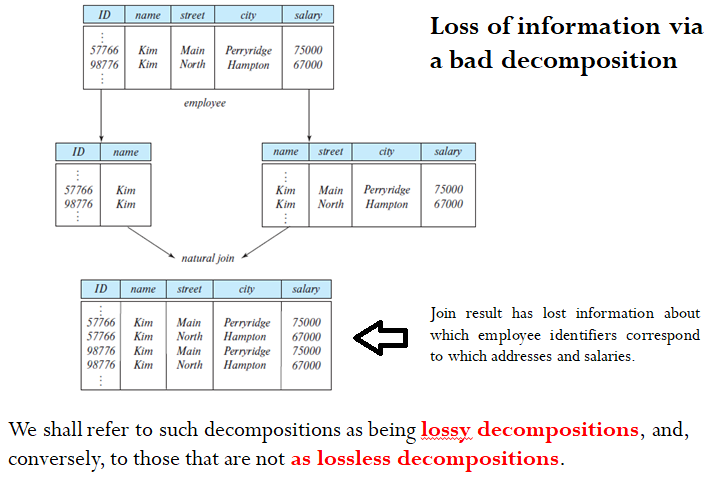 Loss of information via
a bad decomposition
ID name street city salary
⋮
57766 Kim Main Perryridge 75000
98776 Kim North Hampton 67000
⋮
employee
ID name
⋮
57766 Kim
98776 Kim
⋮
name street city salary
⋮
Kim Main Perryridge 75000
Kim North Hampton 67000
⋮
natural join
ID name street city salary
⋮
57766 Kim Main Perryridge 75000
57766 Kim North Hampton 67000
98776 Kim Main Perryridge 75000
98776 Kim North Hampton 67000
⋮
Join result has lost information about
which employee identifiers correspond
to which addresses and salaries.
We shall refer to such decompositions as being lossy decompositions, and,
conversely, to those that are not as lossless decompositions.